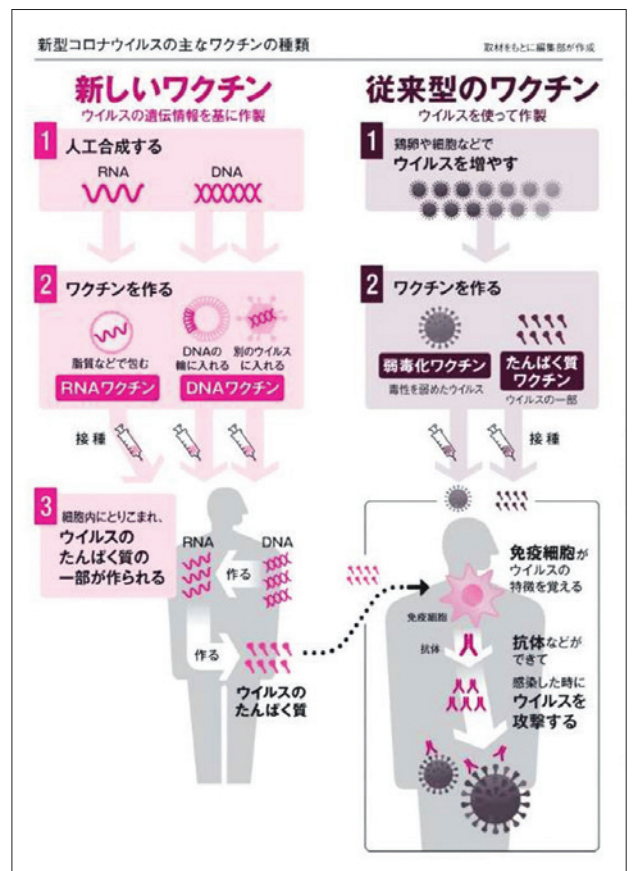 新型コロナウイルスの主なワクチンの種類
取材をもとに編集部が作成
新しいワクチン
ウイルスの遺伝情報を基に作製
1 人工合成する
RNA
DNA
2 ワクチンを作る
脂質などで包む
RNAワクチン
DNAの
輪に入れる
別のウイルス
に入れる
DNAワクチン
接種
3 細胞内にとりこまれ、
ウイルスの
たんぱく質の
一部が作られる
RNA
DNA
作る
作る
ウイルスの
たんぱく質
従来型のワクチン
ウイルスを使って作製
1 鶏卵や細胞などで
ウイルスを増やす
2 ワクチンを作る
弱毒化ワクチン
毒性を弱めたウイルス
たんぱく質
ワクチン
ウイルスの一部
接種
免疫細胞が
ウイルスの
特徴を覚える
免疫細胞
抗体
抗体などが
できて
感染した時に
ウイルスを
攻撃する